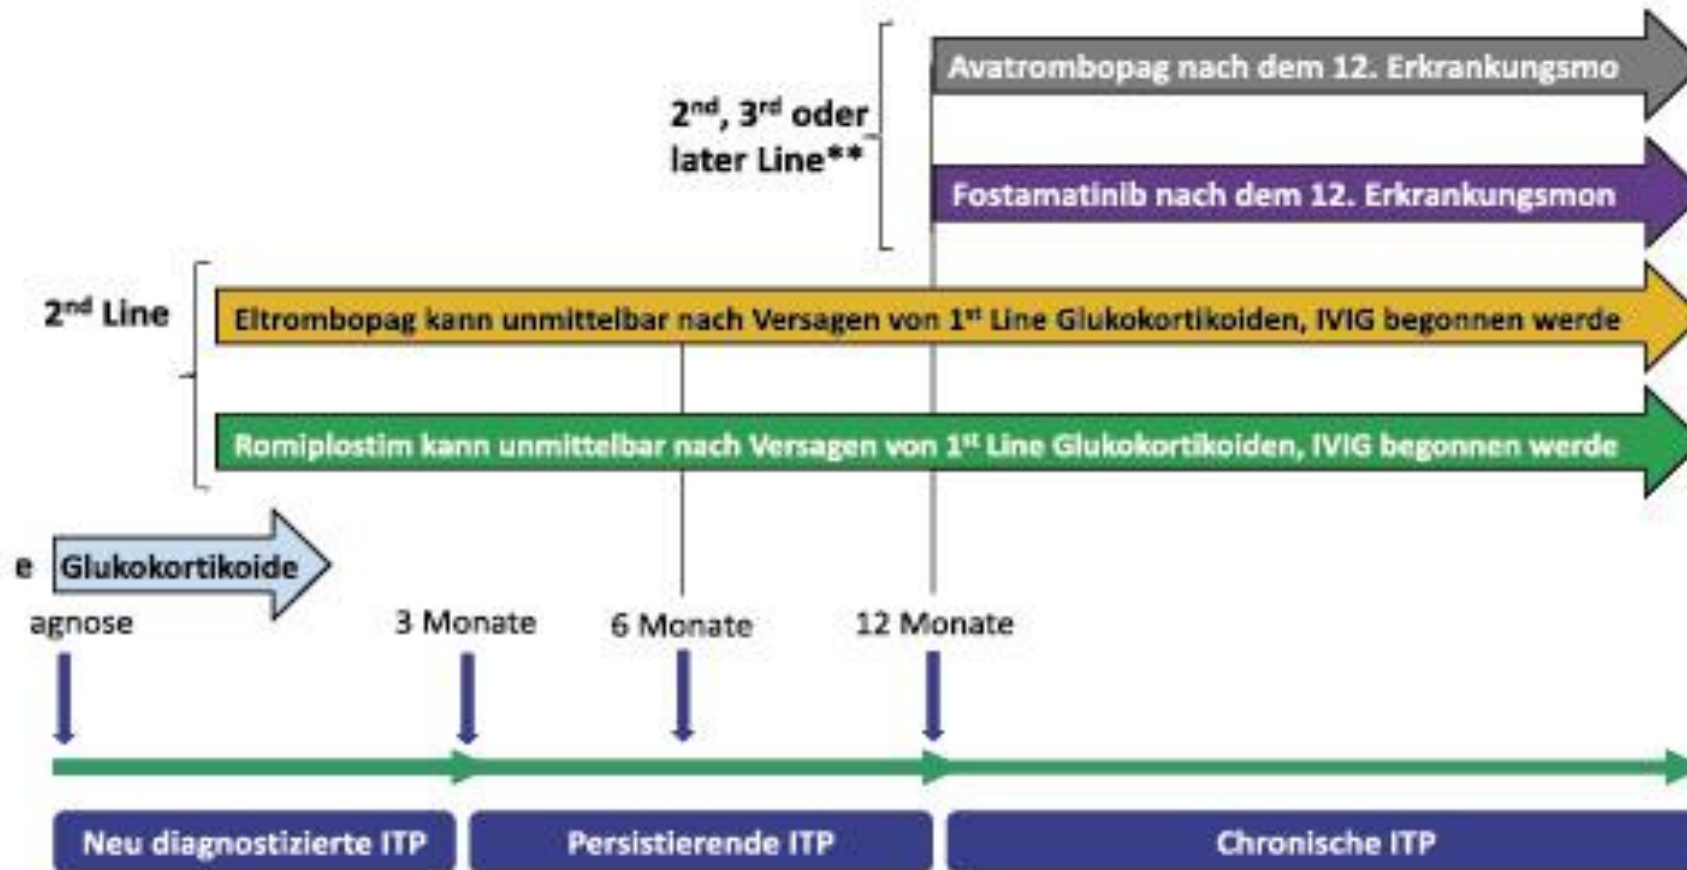 Avatrombopag nach dem 12. Erkrankungsmo
2nd, 3rd oder
later Line**
Fostamatinib nach dem 12. Erkrankungsmon
2nd Line
Eltrombopag kann unmittelbar nach Versagen von 1st Line Glukokortikoiden, IVIG begonnen werde
Romiplostim kann unmittelbar nach Versagen von 1st Line Glukokortikoiden, IVIG begonnen werde
e Glukokortikoide
agnose 3 Monate 6 Monate 12 Monate
Neu diagnostizierte ITP Persistierende ITP Chronische ITP